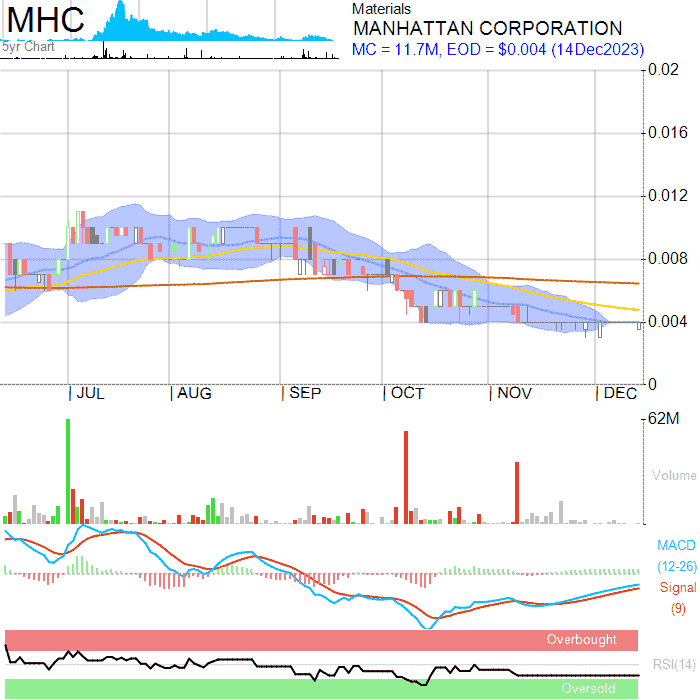 MHC
5yr Chart
Materials
MANHATTAN CORPORATION
MC = 11.7M, EOD = $0.004 (14Dec2023)
0.02
0.016
0.012
0.008
0.004
0
JUL
AUG
SEP
OCT
NOV
DEC
62M
Volume
MACD
(12-26)
Signal
(9)
Overbought
RSI(14)
Oversold